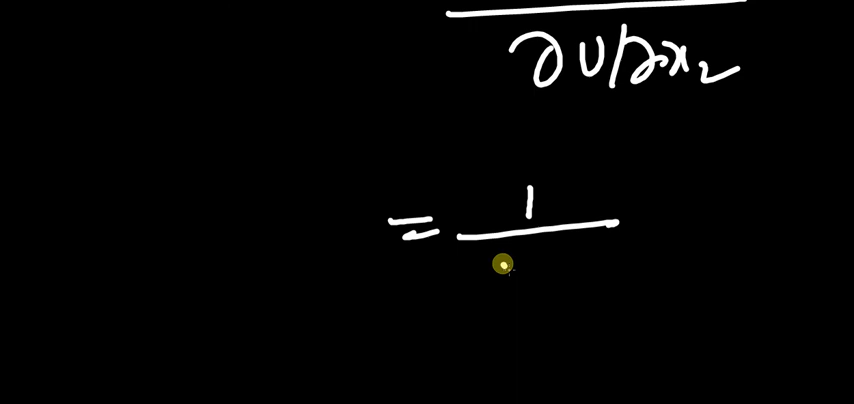 ∂U/∂x₂
= 1